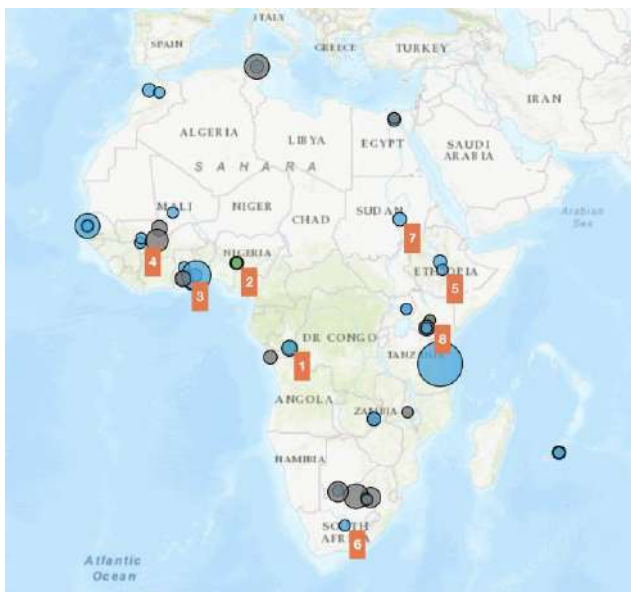 ITALY
SPAIN
GREECE
TURKEY
IRAN
ALGERIA
LIBYA
EGYPT
SAUDI
ARABIA
SAHARA
MALI
NIGER
CHAD
SUDAN
Arabian
Sea
7
4
NIGERIA
2
ETHIOPIA
5
3
8
DR CONGO
1
TANZANIA
ANGOLA
ZAMBIA
NAMIBIA
SOUTH
AFRICA
6
Atlantic
Ocean